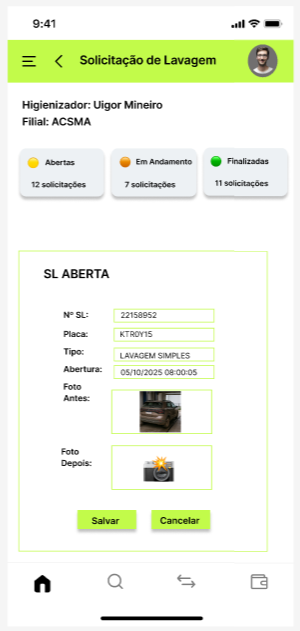 9:41
Solicitação de Lavagem
Higienizador: Uigor Mineiro
Filial: ACSMA
Abertas
12 solicitações
Em Andamento
7 solicitações
Finalizadas
11 solicitações
SL ABERTA
Nº SL: 22158952
Placa: KTR0Y15
Tipo: LAVAGEM SIMPLES
Abertura: 05/10/2025 08:00:05
Foto
Antes:
Foto
Depois:
Salvar
Cancelar